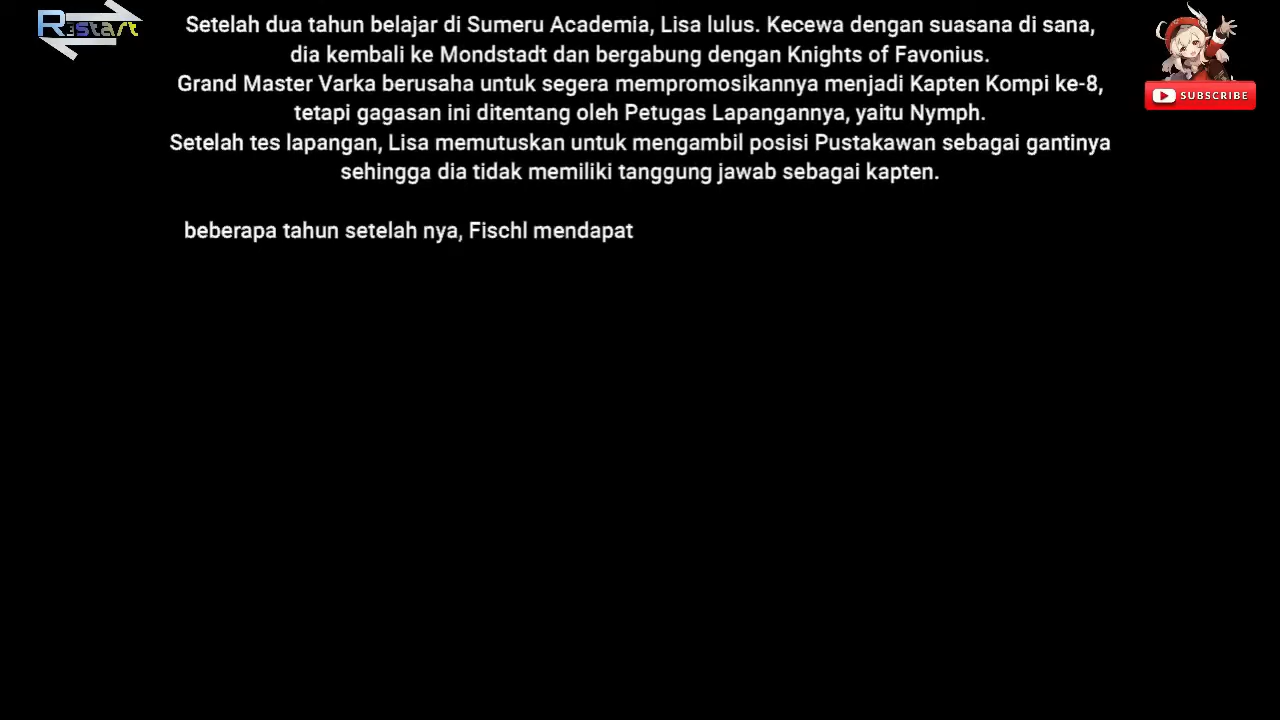 Restart
SUBSCRIBE
Setelah dua tahun belajar di Sumeru Academia, Lisa lulus. Kecewa dengan suasana di sana,
dia kembali ke Mondstadt dan bergabung dengan Knights of Favonius.
Grand Master Varka berusaha untuk segera mempromosikannya menjadi Kapten Kompi ke-8,
tetapi gagasan ini ditentang oleh Petugas Lapangannya, yaitu Nymph.
Setelah tes lapangan, Lisa memutuskan untuk mengambil posisi Pustakawan sebagai gantinya
sehingga dia tidak memiliki tanggung jawab sebagai kapten.
beberapa tahun setelah nya, Fischl mendapat